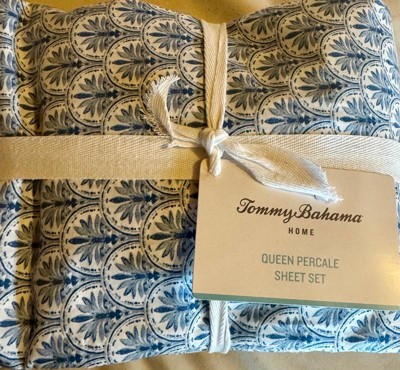 Tommy Bahama
HOME
QUEEN PERCALE
SHEET SET